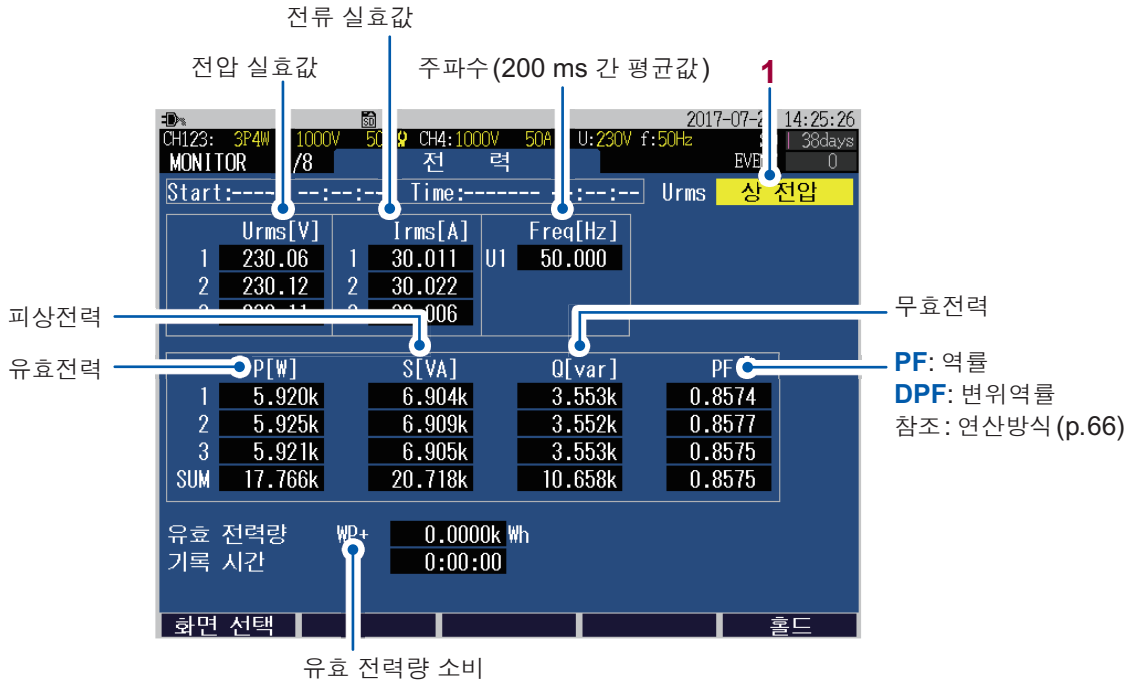 전류 실효값
전압 실효값
주파수(200 ms 간 평균값)
1
SD
2017-07-2 14:25:26
CH123: 3P4W 1000V 50 CH4:1000V 50A U:230V f:50Hz 38days
MONITOR /8 전 력 EVEN 0
Start:---- --:--:-- Time:------- --:--:-- Urms 상 전압
Urms[V] Irms[A] Freq[Hz]
1 230.06 1 30.011 U1 50.000
2 230.12 2 30.022
006
피상전력
무효전력
유효전력
PF: 역률
DPF: 변위역률
참조: 연산방식(p.66)
P[W] S[VA] Q[var] PF
1 5.920k 6.904k 3.553k 0.8574
2 5.925k 6.909k 3.552k 0.8577
3 5.921k 6.905k 3.553k 0.8575
SUM 17.766k 20.718k 10.658k 0.8575
유효 전력량 WP+ 0.0000k Wh
기록 시간 0:00:00
화면 선택 홀드
유효 전력량 소비